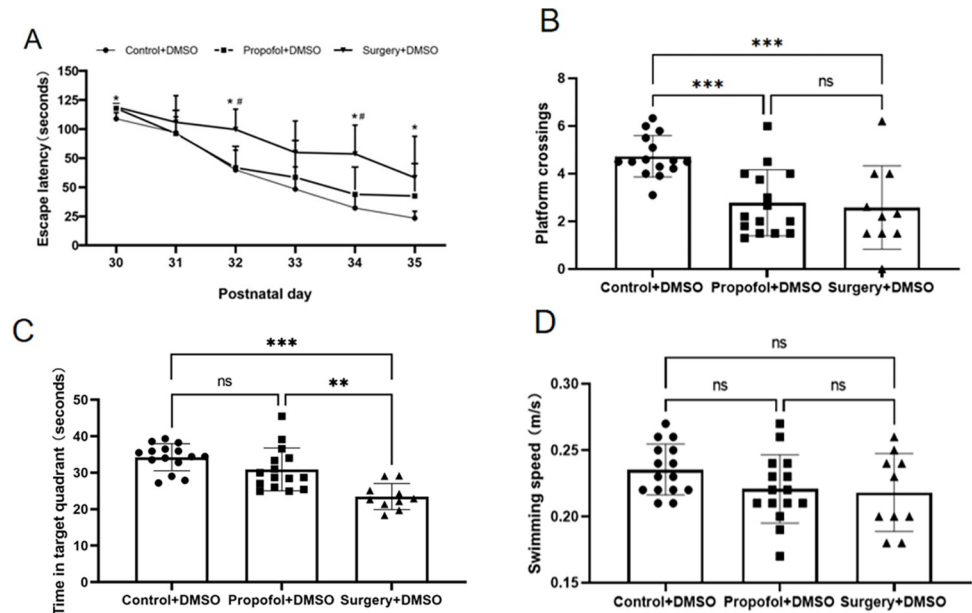 A
Control+DMSO Propofol+DMSO Surgery+DMSO
Escape latency (seconds)
150
125
100
50
50
25
0
30 31 32 33 34 35
* * # * # *
Postnatal day
B
Platform crossings
*** 
*** ns
8
6
4
2
0
Control+DMSO Propofol+DMSO Surgery+DMSO
C
Time in target quadrant (seconds)
***
ns **
50
40
30
20
10
0
Control+DMSO Propofol+DMSO Surgery+DMSO
D
Swimming speed (m/s)
ns
ns ns
0.30
0.25
0.20
0.15
Control+DMSO Propofol+DMSO Surgery+DMSO